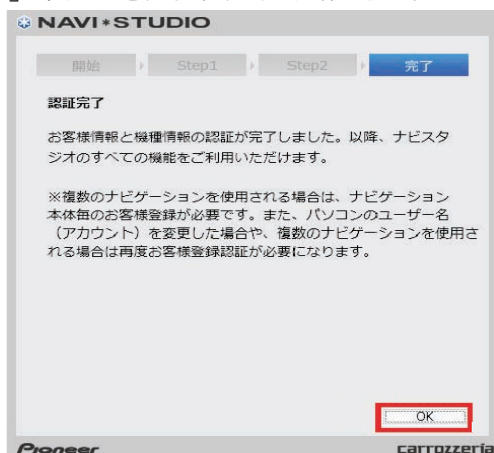 NAVI*STUDIO
開始 Step1 Step2 完了
認証完了
お客様情報と機種情報の認証が完了しました。以降、ナビスタ
ジオのすべての機能をご利用いただけます。
※複数のナビゲーションを使用される場合は、ナビゲーション
本体毎のお客様登録が必要です。また、パソコンのユーザー名
（アカウント）を変更した場合や、複数のナビゲーションを使用さ
れる場合は再度お客様登録認証が必要になります。
OK
Pioneer carrozzeria